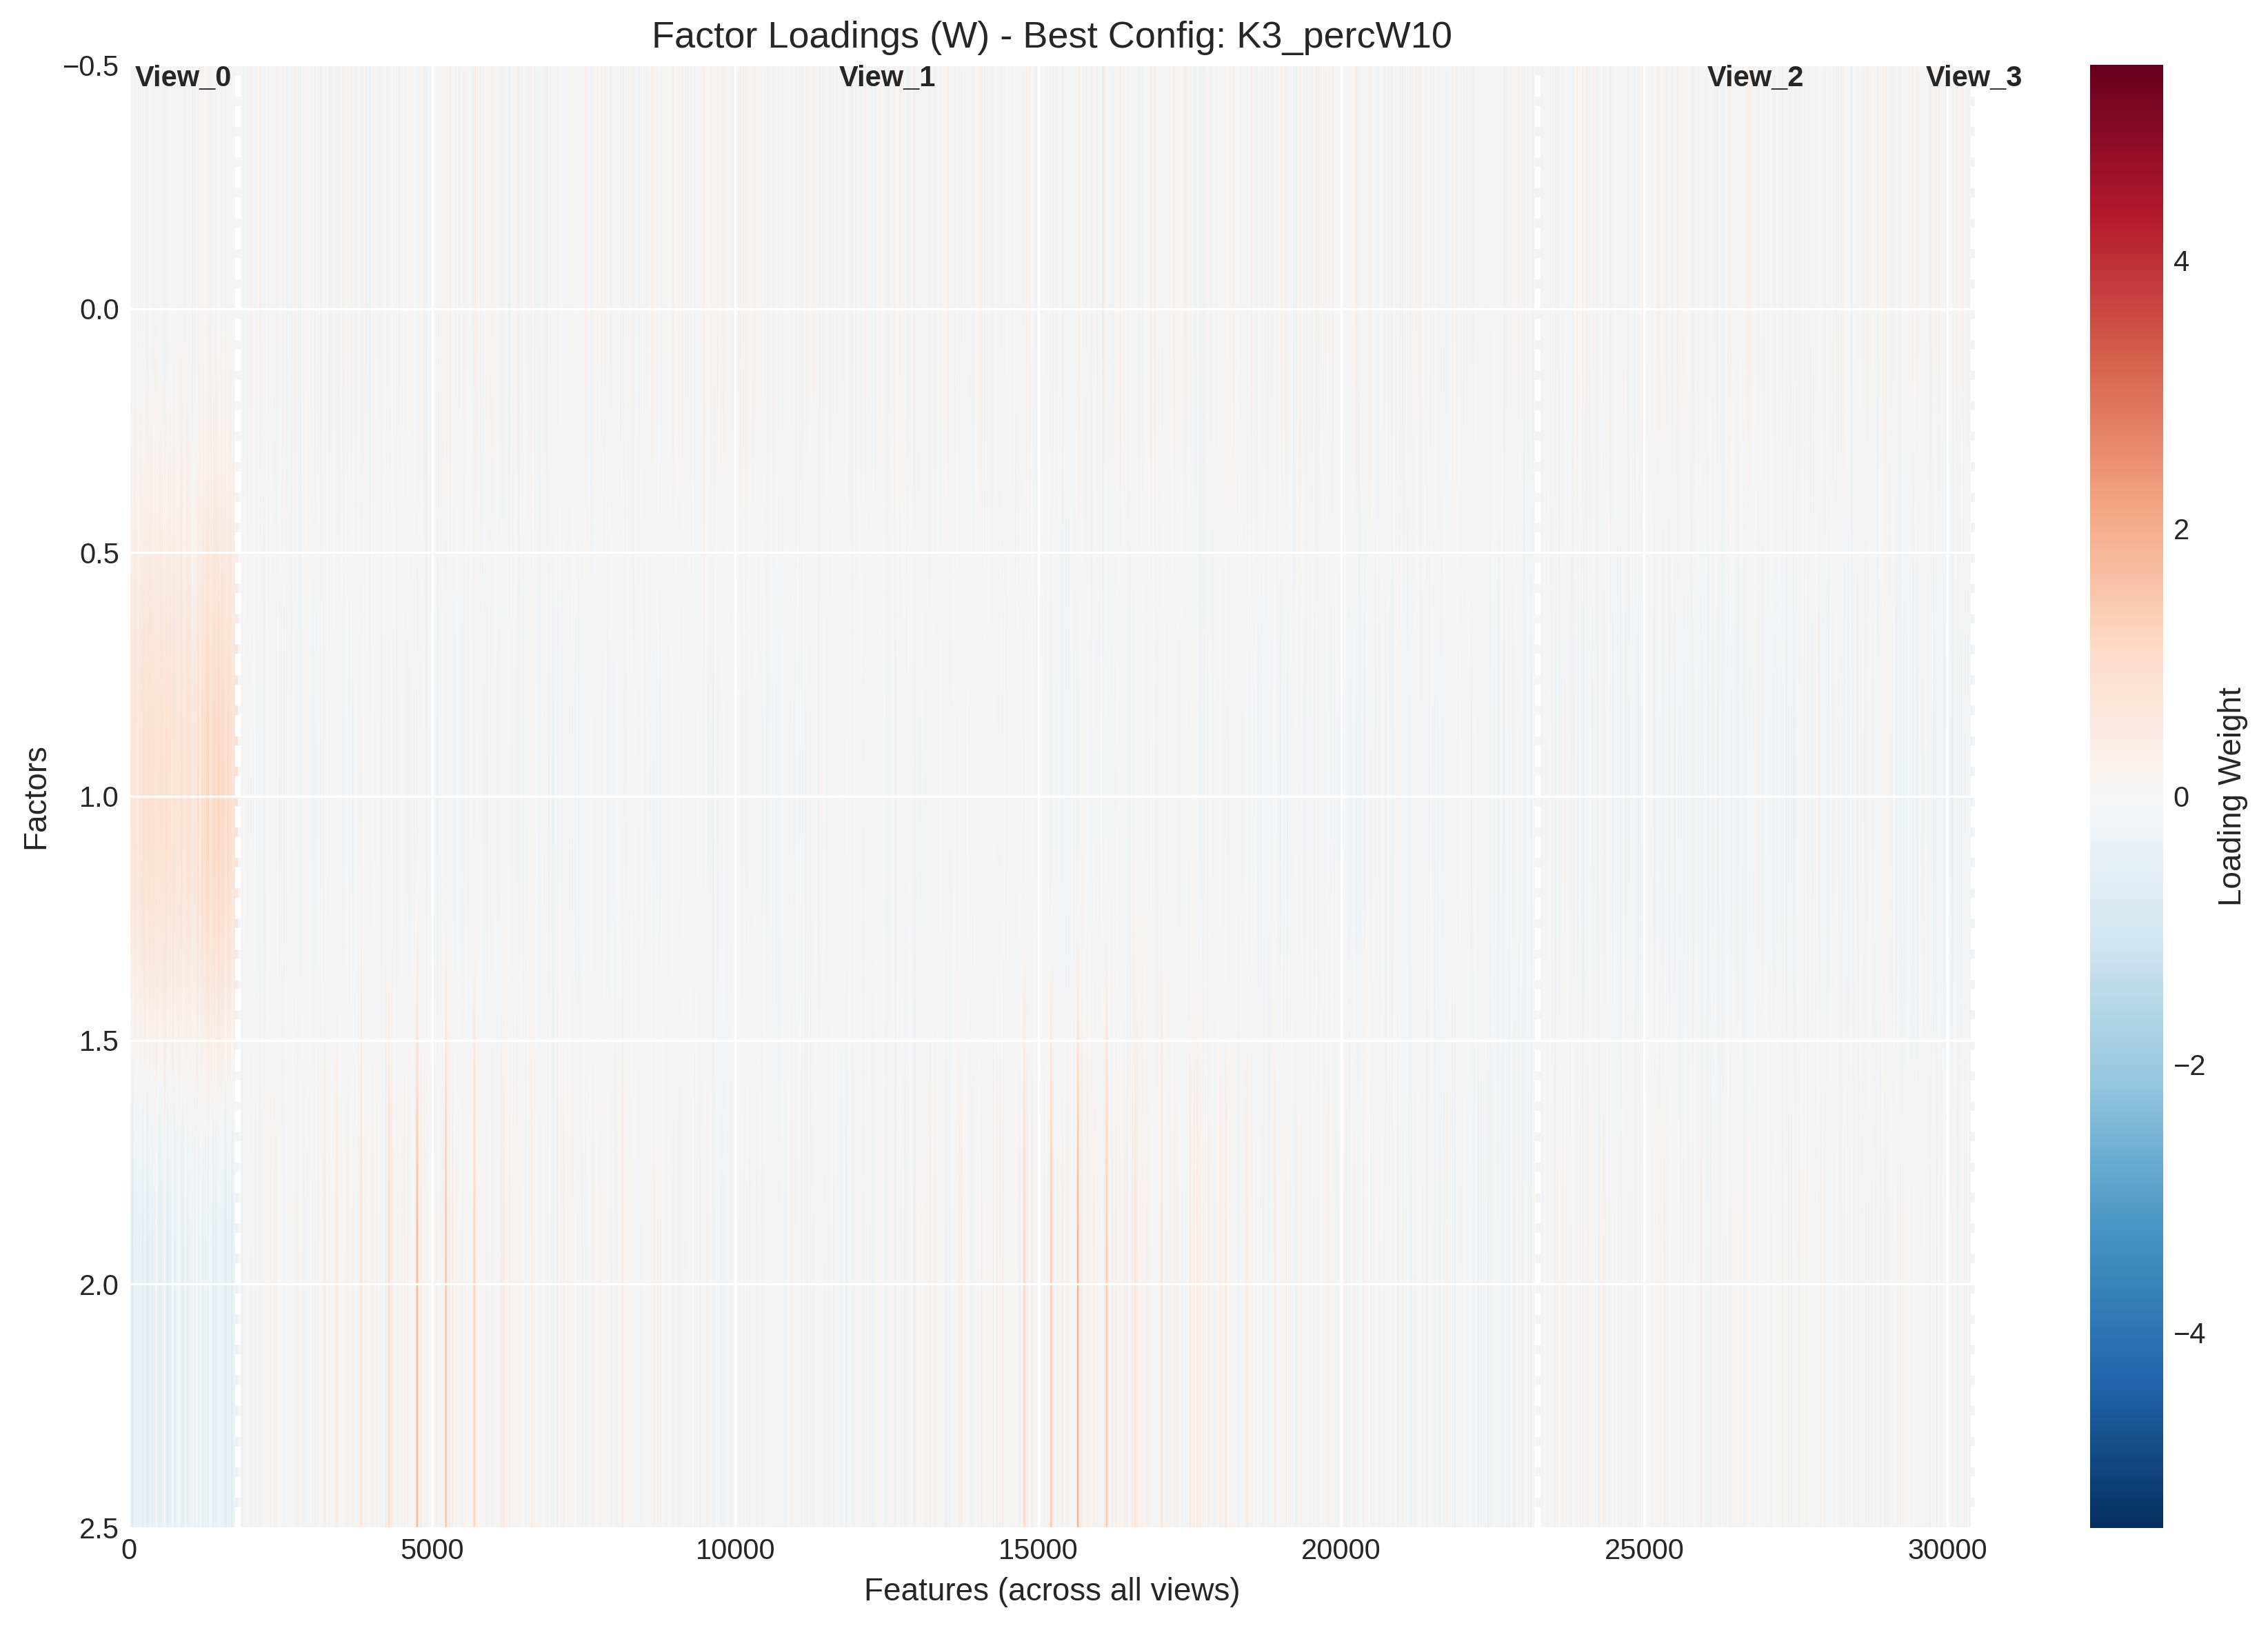 Factor Loadings (W) - Best Config: K3_percW10
View_0 View_1 View_2 View_3
−0.5
0.0
0.5
1.0
1.5
2.0
2.5
Factors
0 5000 10000 15000 20000 25000 30000
Features (across all views)
4
2
0
−2
−4
Loading Weight